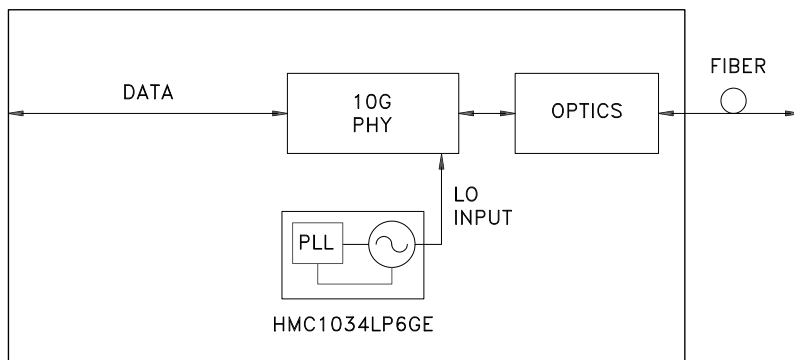 DATA
10G
PHY
OPTICS
FIBER
LO
INPUT
PLL
HMC1034LP6GE